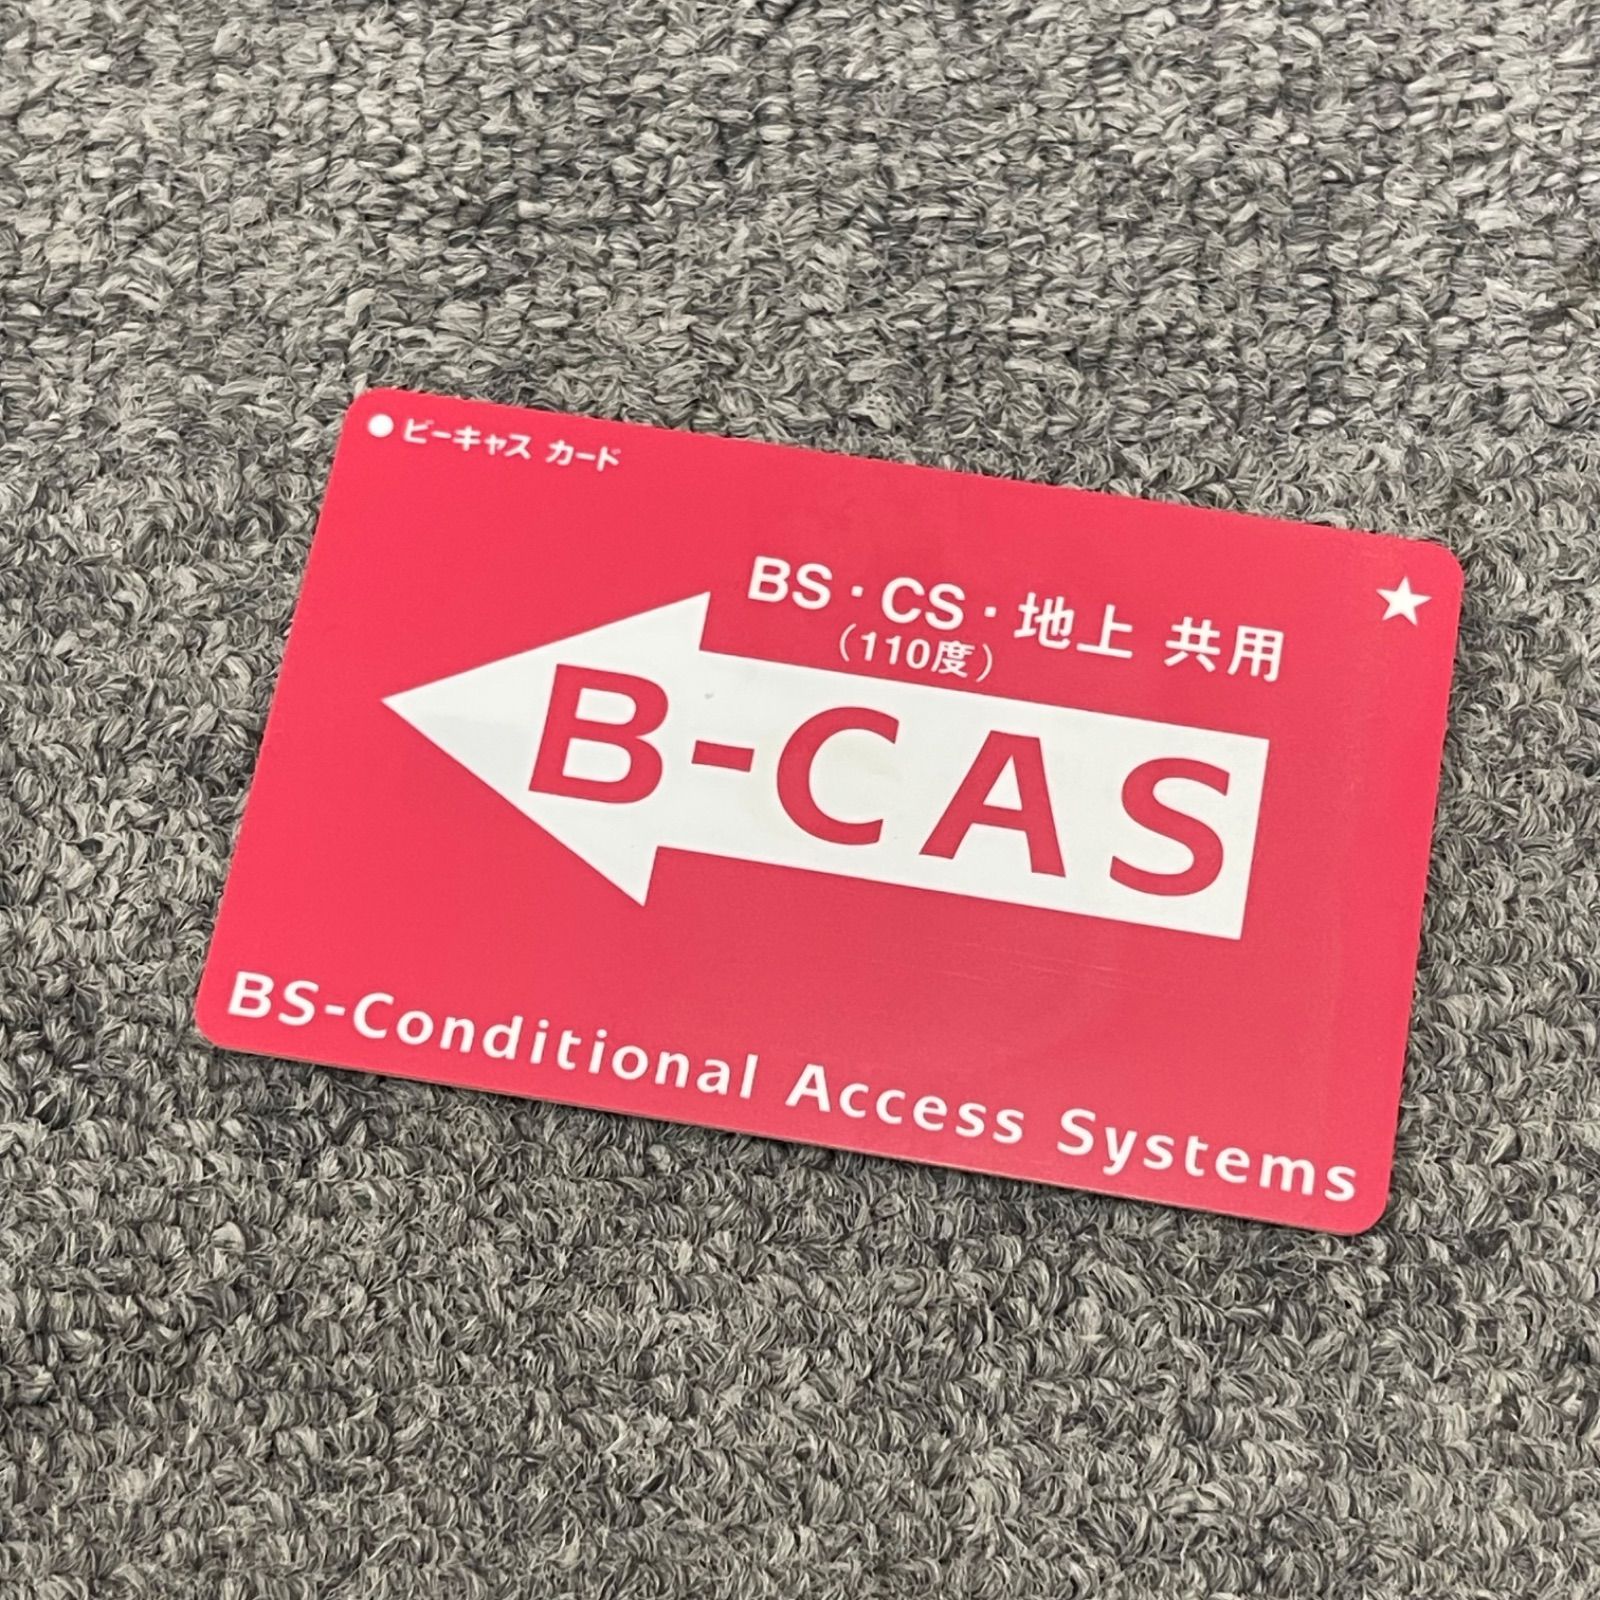 ● ビーキャス カード
BS・CS・地上 共用
（110度）
★
B-CAS
BS-Conditional Access Systems